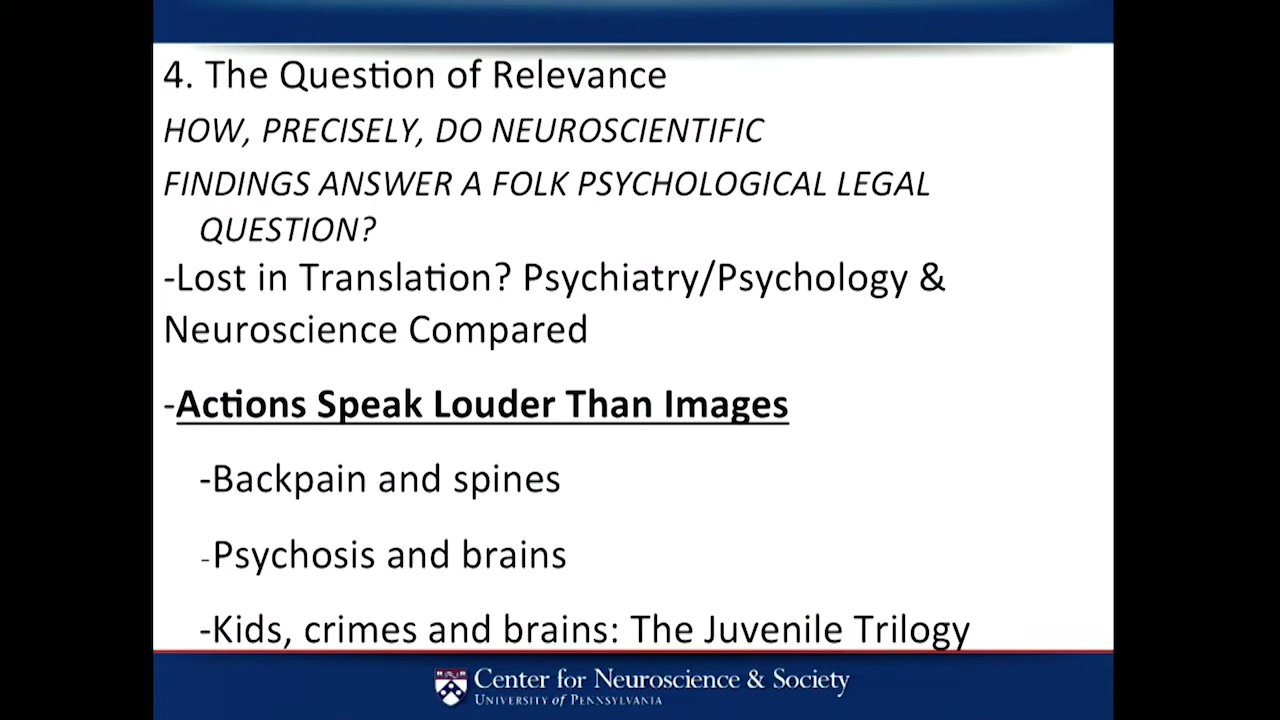 4. The Question of Relevance
HOW, PRECISELY, DO NEUROSCIENTIFIC
FINDINGS ANSWER A FOLK PSYCHOLOGICAL LEGAL
QUESTION?
-Lost in Translation? Psychiatry/Psychology &
Neuroscience Compared
-Actions Speak Louder Than Images
-Backpain and spines
-Psychosis and brains
-Kids, crimes and brains: The Juvenile Trilogy
Center for Neuroscience & Society
UNIVERSITY of PENNSYLVANIA